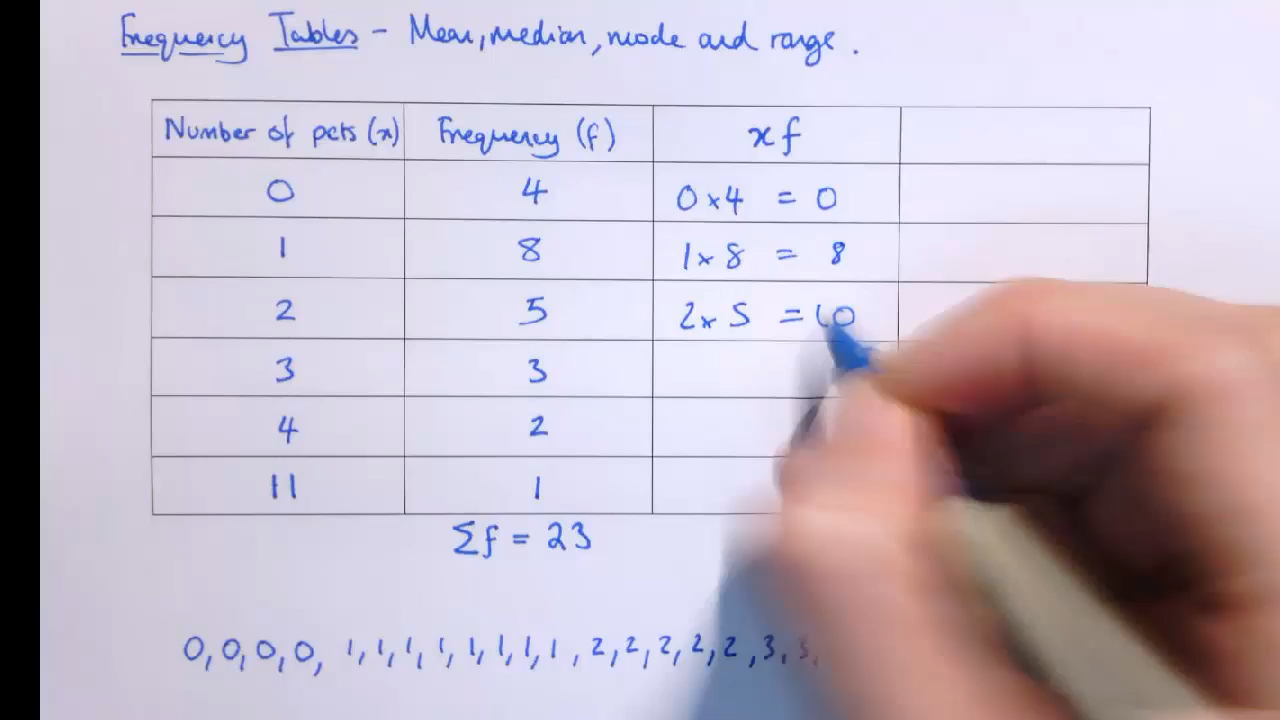 Frequency Tables - Mean, median, mode and range.
Number of pets (x) Frequency (f) xf
0 4 0×4 = 0
1 8 1×8 = 8
2 5 2×5 = 10
3 3
4 2
11 1
Σf = 23
0, 0, 0, 0, 1, 1, 1, 1, 1, 1, 1, 1, 2, 2, 2, 2, 2, 3, 3,